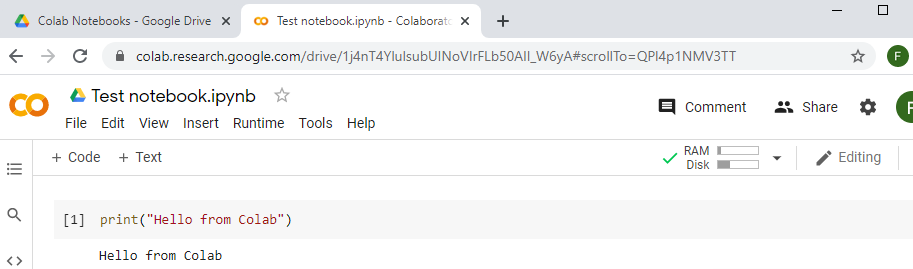 Colab Notebooks - Google Drive
Test notebook.ipynb - Colaborato
colab.research.google.com/drive/1j4nT4YIulsubUINoVIrFLb50AII_W6yA#scrollTo=QPI4p1NMV3TT
F
Test notebook.ipynb
Comment
Share
F
File Edit View Insert Runtime Tools Help
+ Code + Text
RAM
Disk
Editing
[1] print("Hello from Colab")
Hello from Colab